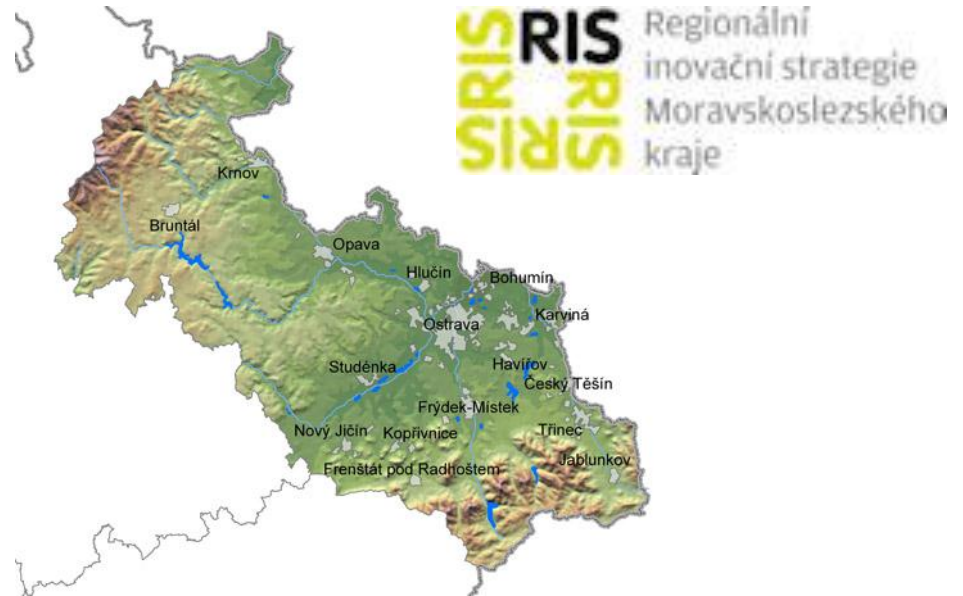 RIS
RIS
RIS
RIS
Regionální
inovační strategie
Moravskoslezského
kraje
Krnov
Bruntál
Opava
Hlučín
Bohumín
Ostrava
Karviná
Studénka
Havířov
Český Těšín
Frýdek-Místek
Nový Jičín
Kopřivnice
Třinec
Frenštát pod Radhoštem
Jablunkov